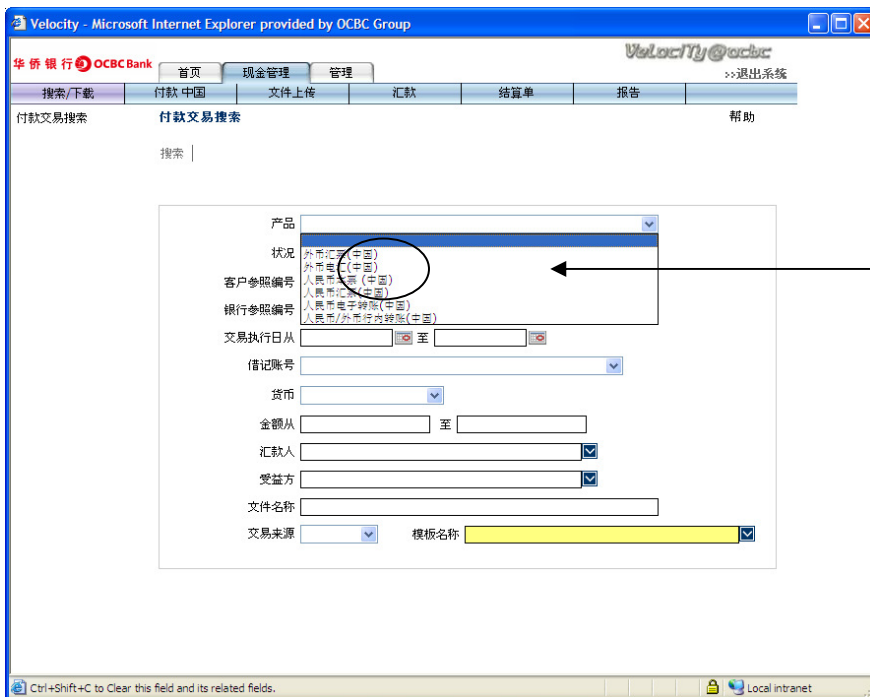 Velocity - Microsoft Internet Explorer provided by OCBC Group
华侨银行 OCBC Bank
首页 现金管理 管理
Velocity@ocbc
>>退出系统
搜索/下载 付款 中国 文件上传 汇款 结算单 报告
付款交易搜索 付款交易搜索 帮助
搜索
产品
状况
外币汇票(中国)
外币电汇(中国)
客户参照编号
人民币本票 (中国)
人民币汇票(中国)
银行参照编号
人民币电子转账(中国)
人民币/外币行内转账(中国)
交易执行日从 至
借记账号
货币
金额从 至
汇款人
受益方
文件名称
交易来源 模板名称
Ctrl+Shift+C to Clear this field and its related fields. Local intranet